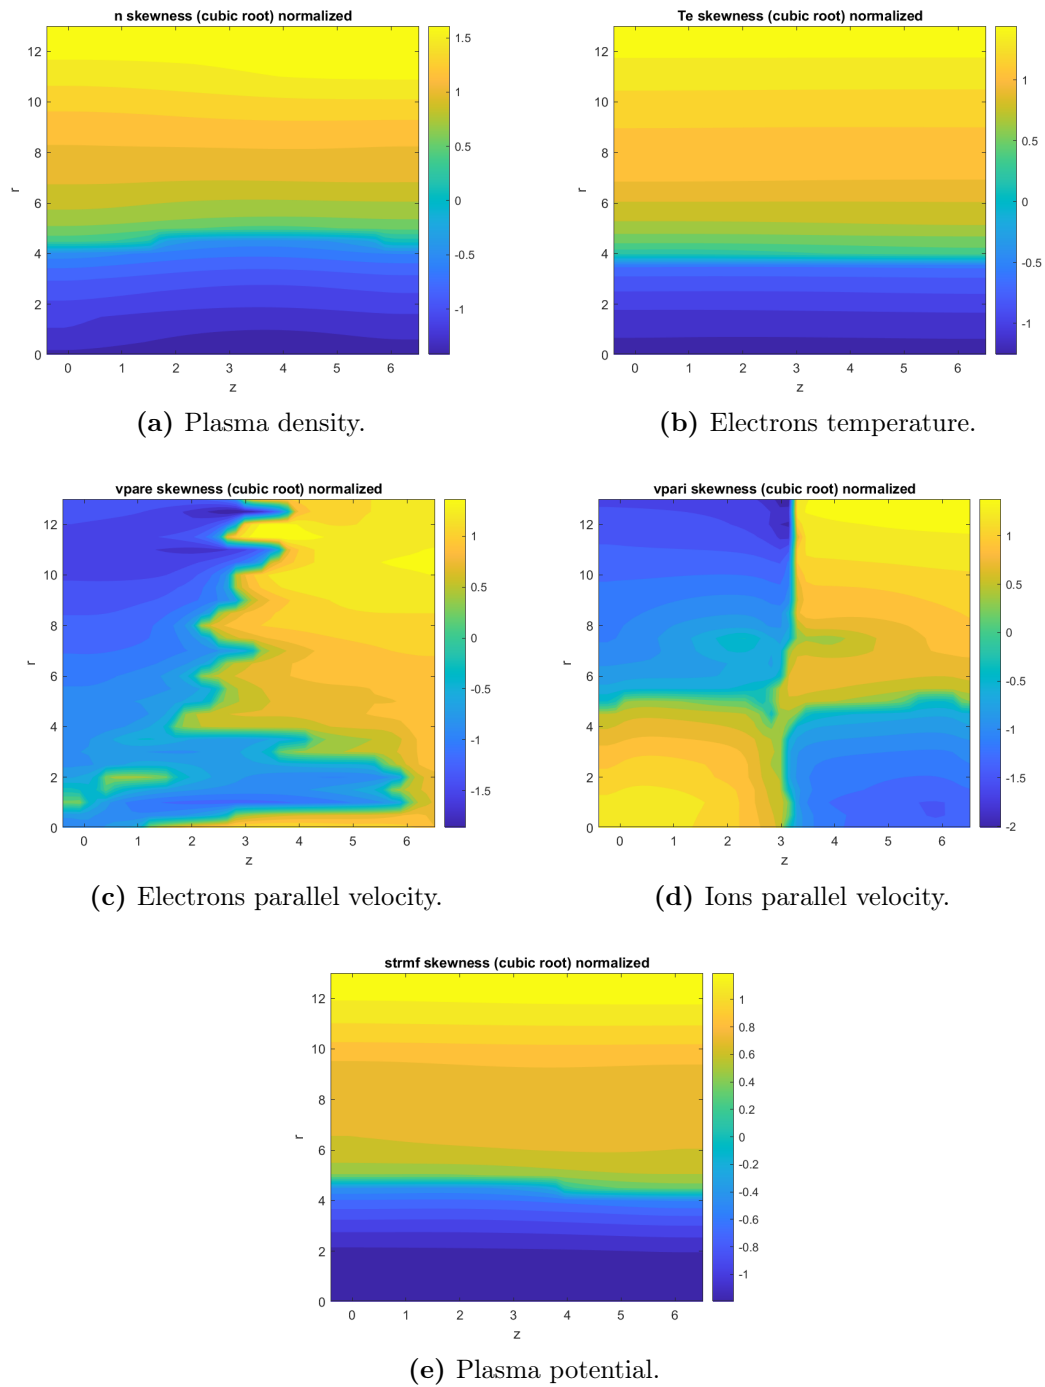 n skewness (cubic root) normalized
12
10
8
6
4
2
0
r
0 1 2 3 4 5 6
z
1.5
1
0.5
0
-0.5
-1
(a) Plasma density.
Te skewness (cubic root) normalized
12
10
8
6
4
2
0
r
0 1 2 3 4 5 6
z
1
0.5
0
-0.5
-1
(b) Electrons temperature.
vpare skewness (cubic root) normalized
12
10
8
6
4
2
0
r
0 1 2 3 4 5 6
z
1
0.5
0
-0.5
-1
-1.5
(c) Electrons parallel velocity.
vpari skewness (cubic root) normalized
12
10
8
6
4
2
0
r
0 1 2 3 4 5 6
z
1
0.5
0
-0.5
-1
-1.5
-2
(d) Ions parallel velocity.
strmf skewness (cubic root) normalized
12
10
8
6
4
2
0
r
0 1 2 3 4 5 6
z
1
0.8
0.6
0.4
0.2
0
-0.2
-0.4
-0.6
-0.8
-1
(e) Plasma potential.